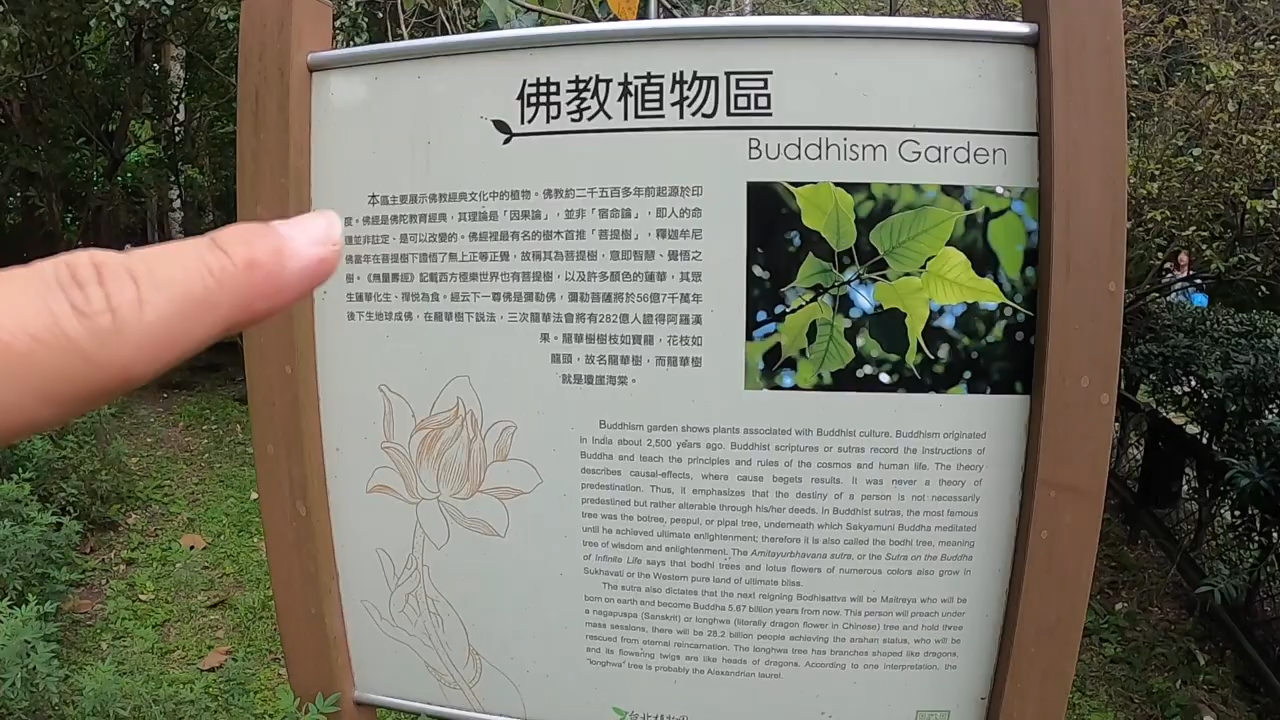 佛教植物區
Buddhism Garden
本區主要展示佛教經典文化中的植物。佛教約二千五百多年前起源於印
度。佛經是佛陀教育經典，其理論是「因果論」，並非「宿命論」，即人的命
運並非註定、是可以改變的。佛經裡最有名的樹木首推「菩提樹」，釋迦牟尼
佛當年在菩提樹下證悟了無上正等正覺，故稱其為菩提樹，意即智慧、覺悟之
樹。《無量壽經》記載西方極樂世界也有菩提樹，以及許多顏色的蓮華，其眾
生蓮華化生、禪悅為食。經云下一尊佛是彌勒佛，彌勒菩薩將於56億7千萬年
後下生地球成佛，在龍華樹下說法，三次龍華法會將有282億人證得阿羅漢
果。龍華樹樹枝如寶龍，花枝如
龍頭，故名龍華樹，而龍華樹
就是瓊崖海棠。
Buddhism garden shows plants associated with Buddhist culture. Buddhism originated
in India about 2,500 years ago. Buddhist scriptures or sutras record the instructions of
Buddha and teach the principles and rules of the cosmos and human life. The theory
describes causal-effects, where cause begets results. It was never a theory of
predestination. Thus, it emphasizes that the destiny of a person is not necessarily
predestined but rather alterable through his/her deeds. In Buddhist sutras, the most famous
tree was the botree, peepul, or pipal tree, underneath which Sakyamuni Buddha meditated
until he achieved ultimate enlightenment; therefore it is also called the bodhi tree, meaning
tree of wisdom and enlightenment. The Amitayurbhavana sutra, or the Sutra on the Buddha
of Infinite Life says that bodhi trees and lotus flowers of numerous colors also grow in
Sukhavati or the Western pure land of ultimate bliss.
The sutra also dictates that the next reigning Bodhisattva will be Maitreya who will be
born on earth and become Buddha 5.67 billion years from now. This person will preach under
a nagapuspa (Sanskrit) or longhwa (literally dragon flower in Chinese) tree and hold three
mass sessions, there will be 28.2 billion people achieving the arahan status, who will be
rescued from eternal reincarnation. The longhwa tree has branches shaped like dragons,
and its flowering twigs are like heads of dragons. According to one interpretation, the
"longhwa" tree is probably the Alexandrian laurel.